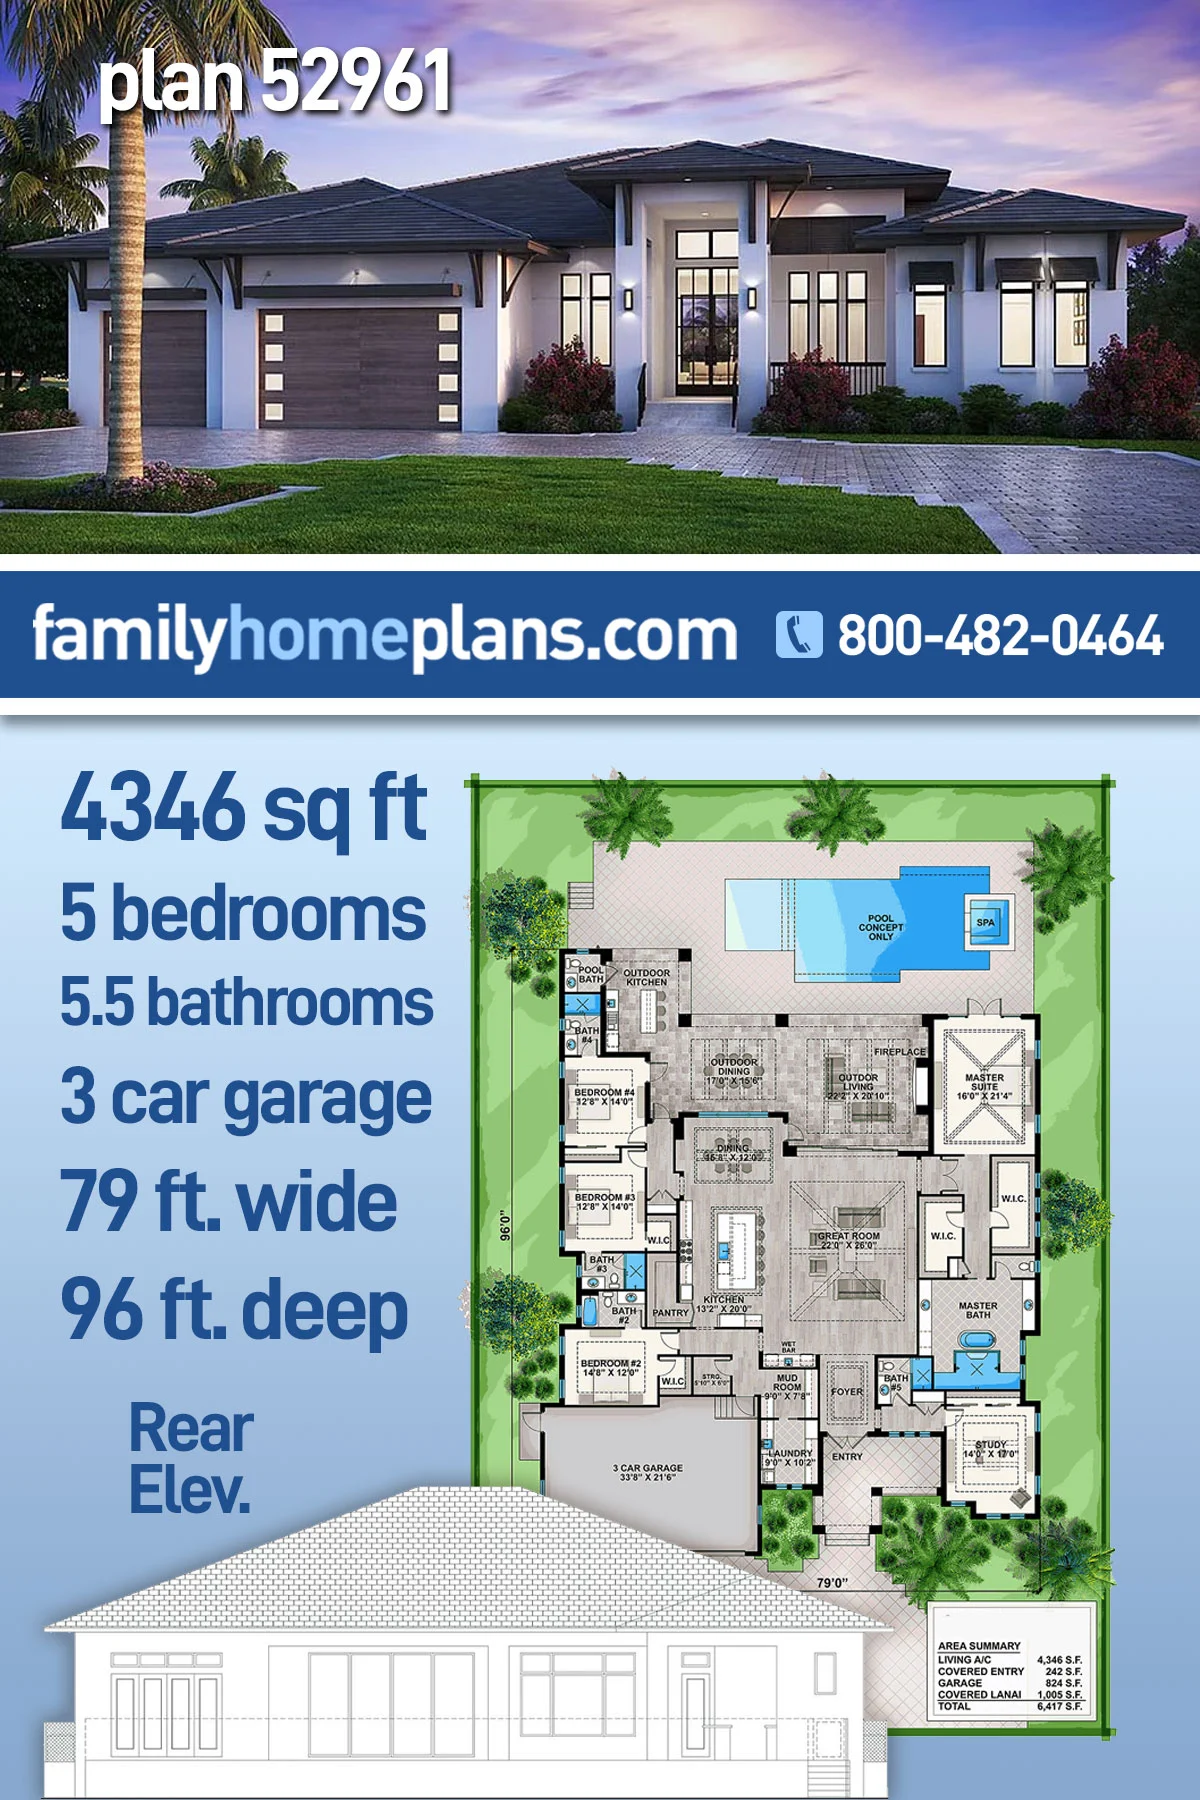 plan 52961
familyhomeplans.com
800-482-0464
4346 sq ft
5 bedrooms
5.5 bathrooms
3 car garage
79 ft. wide
96 ft. deep
Rear
Elev.
POOL
CONCEPT
ONLY
SPA
POOL
BATH
OUTDOOR
KITCHEN
BATH
#4
OUTDOOR
DINING
17'0" X 15'6"
FIREPLACE
OUTDOR
LIVING
22'2" X 20'10"
MASTER
SUITE
16'0" X 21'4"
BEDROOM #4
12'8" X 14'0"
DINING
15'8" X 12'0"
BEDROOM #3
12'8" X 14'0"
W.I.C.
W.I.C.
W.I.C.
96'0"
GREAT ROOM
22'0" X 26'0"
BATH
#3
BATH
#2
PANTRY
KITCHEN
13'2" X 20'0"
MASTER
BATH
BEDROOM #2
14'8" X 12'0"
W.I.C
STRG.
5'10" X 6'0"
WET
BAR
MUD
ROOM
9'0" X 7'8"
FOYER
BATH
#5
3 CAR GARAGE
33'8" X 21'6"
LAUNDRY
9'0" X 10'2"
ENTRY
STUDY
14'0" X 17'0"
79'0"
AREA SUMMARY
LIVING A/C 4,346 S.F.
COVERED ENTRY 242 S.F.
GARAGE 824 S.F.
COVERED LANAI 1,005 S.F.
TOTAL 6,417 S.F.